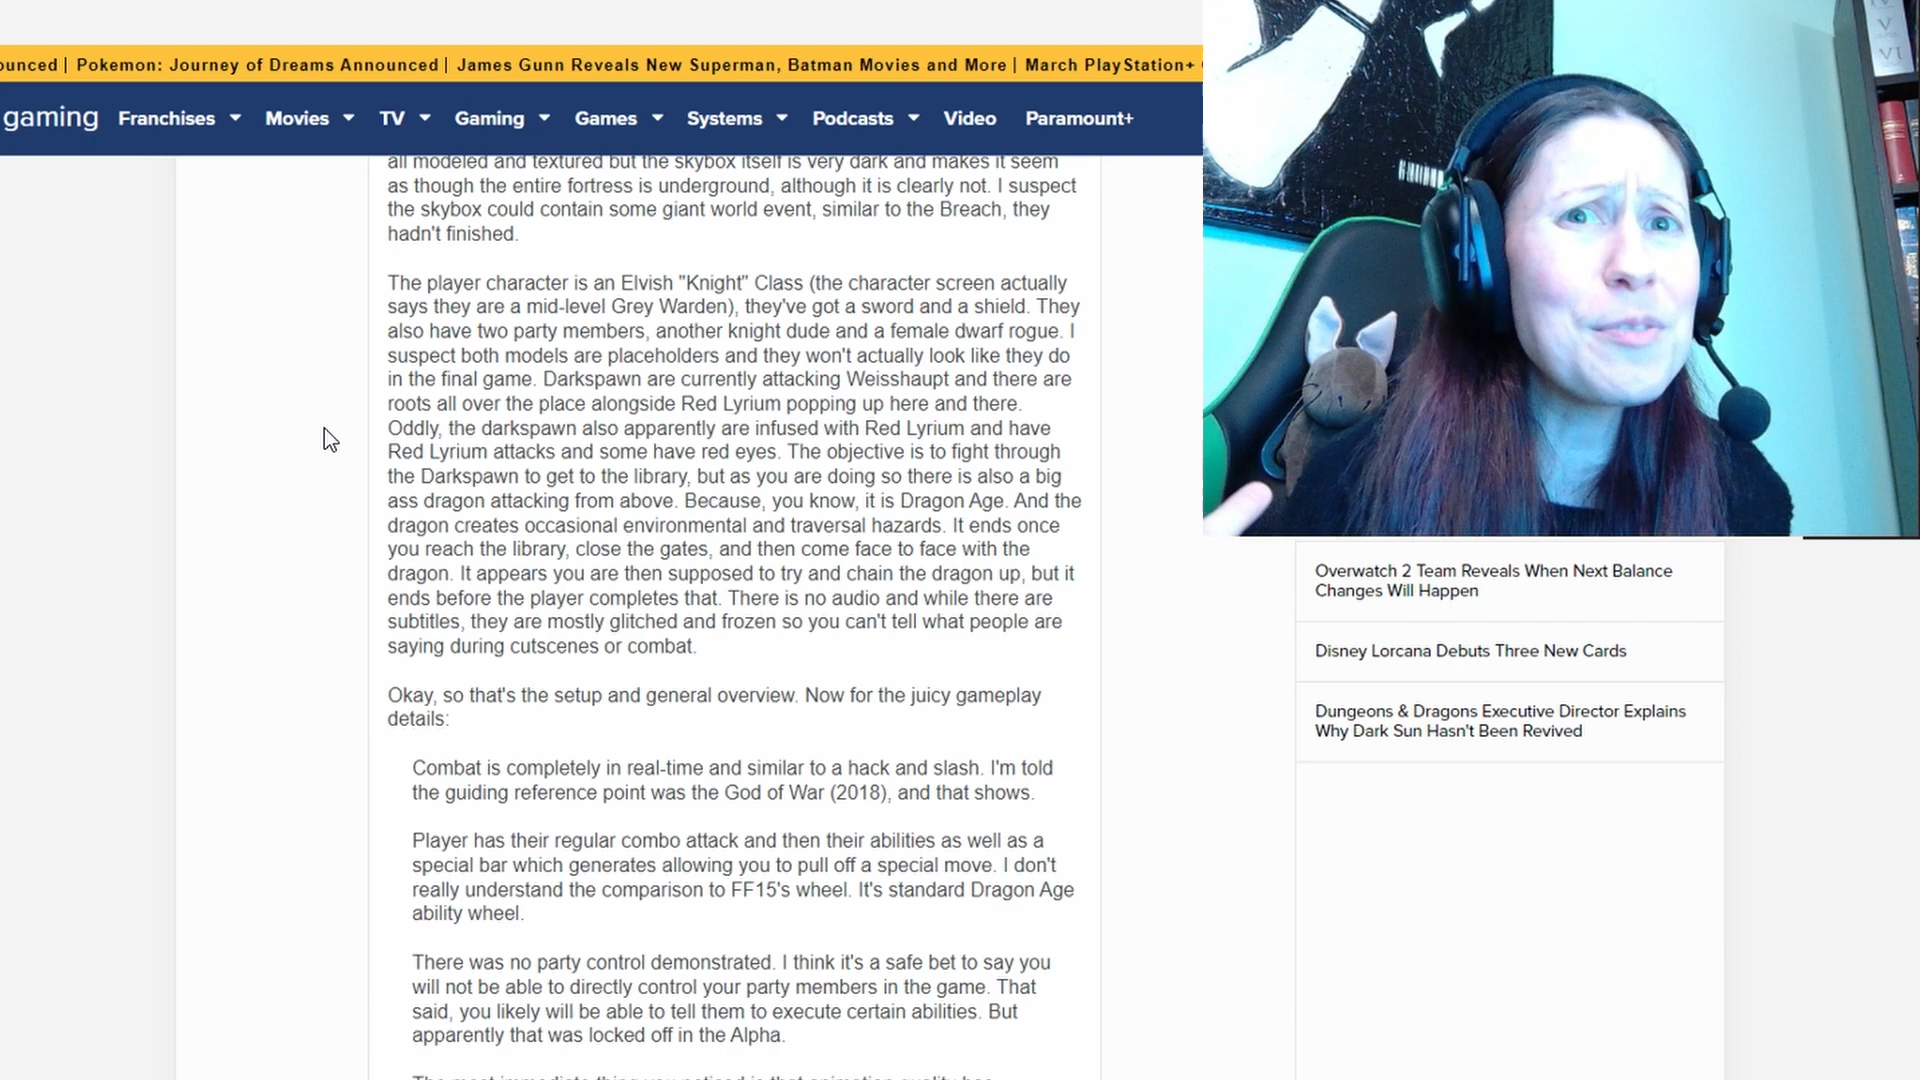 ounced | Pokemon: Journey of Dreams Announced | James Gunn Reveals New Superman, Batman Movies and More | March PlayStation+
gaming Franchises Movies TV Gaming Games Systems Podcasts Video Paramount+
all modeled and textured but the skybox itself is very dark and makes it seem
as though the entire fortress is underground, although it is clearly not. I suspect
the skybox could contain some giant world event, similar to the Breach, they
hadn't finished.
The player character is an Elvish "Knight" Class (the character screen actually
says they are a mid-level Grey Warden), they've got a sword and a shield. They
also have two party members, another knight dude and a female dwarf rogue. I
suspect both models are placeholders and they won't actually look like they do
in the final game. Darkspawn are currently attacking Weisshaupt and there are
roots all over the place alongside Red Lyrium popping up here and there.
Oddly, the darkspawn also apparently are infused with Red Lyrium and have
Red Lyrium attacks and some have red eyes. The objective is to fight through
the Darkspawn to get to the library, but as you are doing so there is also a big
ass dragon attacking from above. Because, you know, it is Dragon Age. And the
dragon creates occasional environmental and traversal hazards. It ends once
you reach the library, close the gates, and then come face to face with the
dragon. It appears you are then supposed to try and chain the dragon up, but it
ends before the player completes that. There is no audio and while there are
subtitles, they are mostly glitched and frozen so you can't tell what people are
saying during cutscenes or combat.
Okay, so that's the setup and general overview. Now for the juicy gameplay
details:
Combat is completely in real-time and similar to a hack and slash. I'm told
the guiding reference point was the God of War (2018), and that shows.
Player has their regular combo attack and then their abilities as well as a
special bar which generates allowing you to pull off a special move. I don't
really understand the comparison to FF15's wheel. It's standard Dragon Age
ability wheel.
There was no party control demonstrated. I think it's a safe bet to say you
will not be able to directly control your party members in the game. That
said, you likely will be able to tell them to execute certain abilities. But
apparently that was locked off in the Alpha.
The most immediate thing you noticed is that animation quality has
Overwatch 2 Team Reveals When Next Balance
Changes Will Happen
Disney Lorcana Debuts Three New Cards
Dungeons & Dragons Executive Director Explains
Why Dark Sun Hasn't Been Revived
V
VI